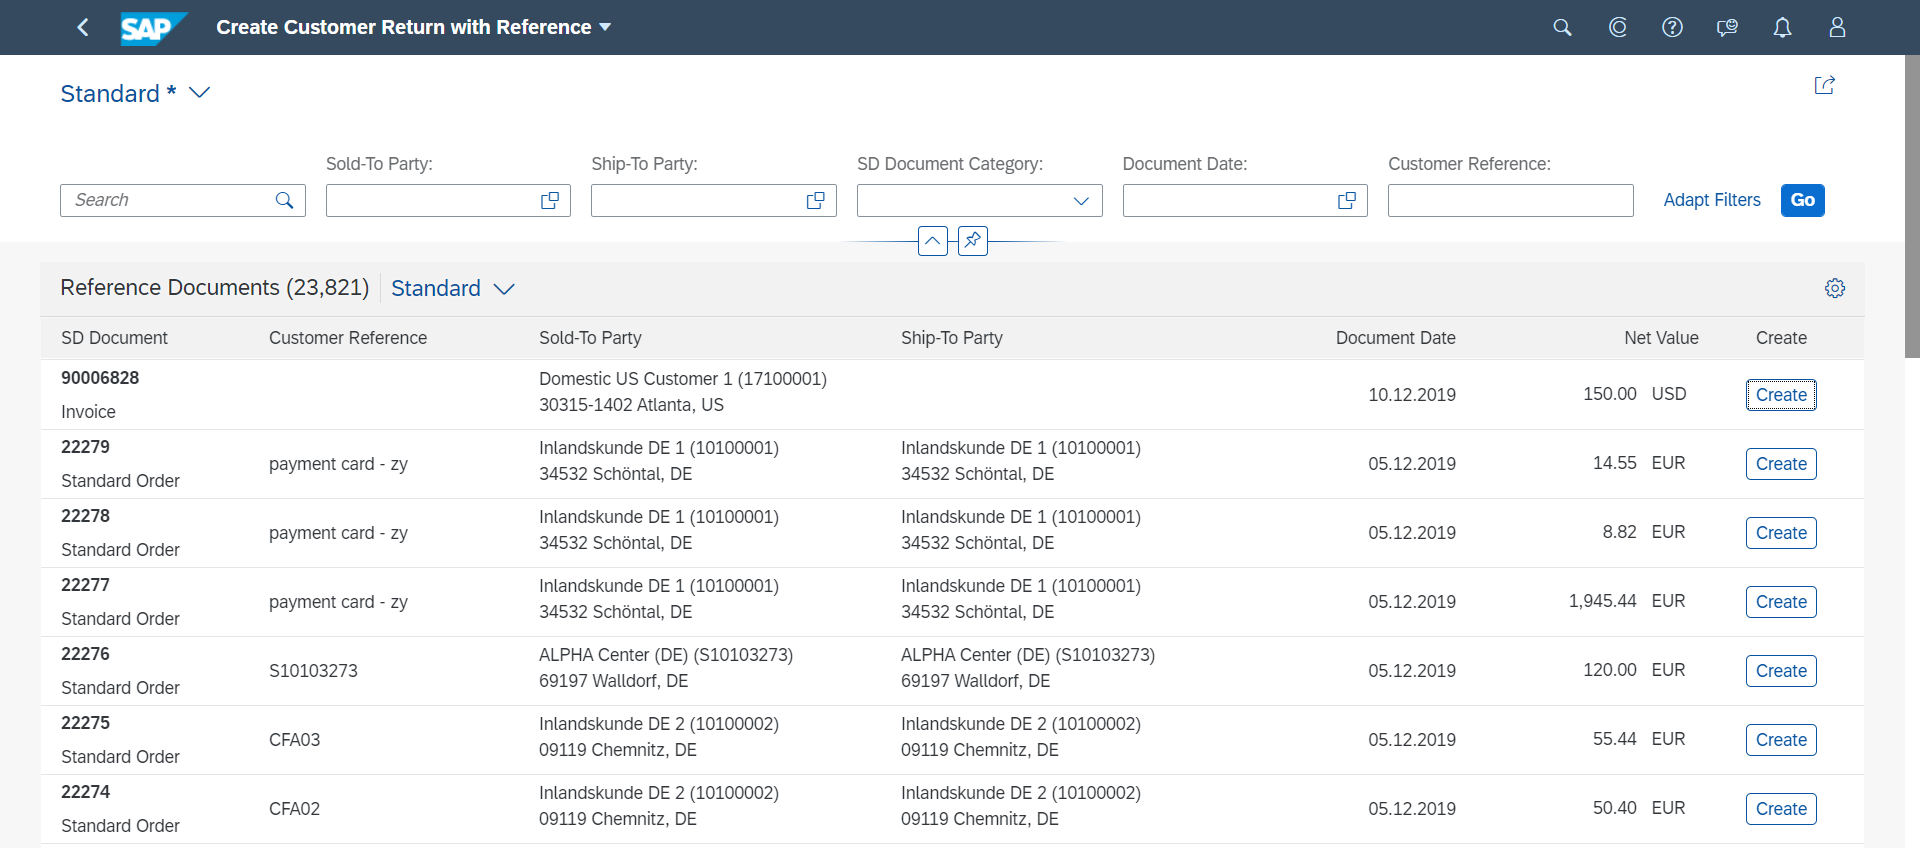 SAP Create Customer Return with Reference
Standard *
Sold-To Party: Ship-To Party: SD Document Category: Document Date: Customer Reference:
Search Adapt Filters Go
Reference Documents (23,821) Standard
SD Document Customer Reference Sold-To Party Ship-To Party Document Date Net Value Create
90006828
Invoice
Domestic US Customer 1 (17100001)
30315-1402 Atlanta, US
10.12.2019 150.00 USD Create
22279
Standard Order
payment card - zy
Inlandskunde DE 1 (10100001)
34532 Schöntal, DE
Inlandskunde DE 1 (10100001)
34532 Schöntal, DE
05.12.2019 14.55 EUR Create
22278
Standard Order
payment card - zy
Inlandskunde DE 1 (10100001)
34532 Schöntal, DE
Inlandskunde DE 1 (10100001)
34532 Schöntal, DE
05.12.2019 8.82 EUR Create
22277
Standard Order
payment card - zy
Inlandskunde DE 1 (10100001)
34532 Schöntal, DE
Inlandskunde DE 1 (10100001)
34532 Schöntal, DE
05.12.2019 1,945.44 EUR Create
22276
Standard Order
S10103273
ALPHA Center (DE) (S10103273)
69197 Walldorf, DE
ALPHA Center (DE) (S10103273)
69197 Walldorf, DE
05.12.2019 120.00 EUR Create
22275
Standard Order
CFA03
Inlandskunde DE 2 (10100002)
09119 Chemnitz, DE
Inlandskunde DE 2 (10100002)
09119 Chemnitz, DE
05.12.2019 55.44 EUR Create
22274
Standard Order
CFA02
Inlandskunde DE 2 (10100002)
09119 Chemnitz, DE
Inlandskunde DE 2 (10100002)
09119 Chemnitz, DE
05.12.2019 50.40 EUR Create